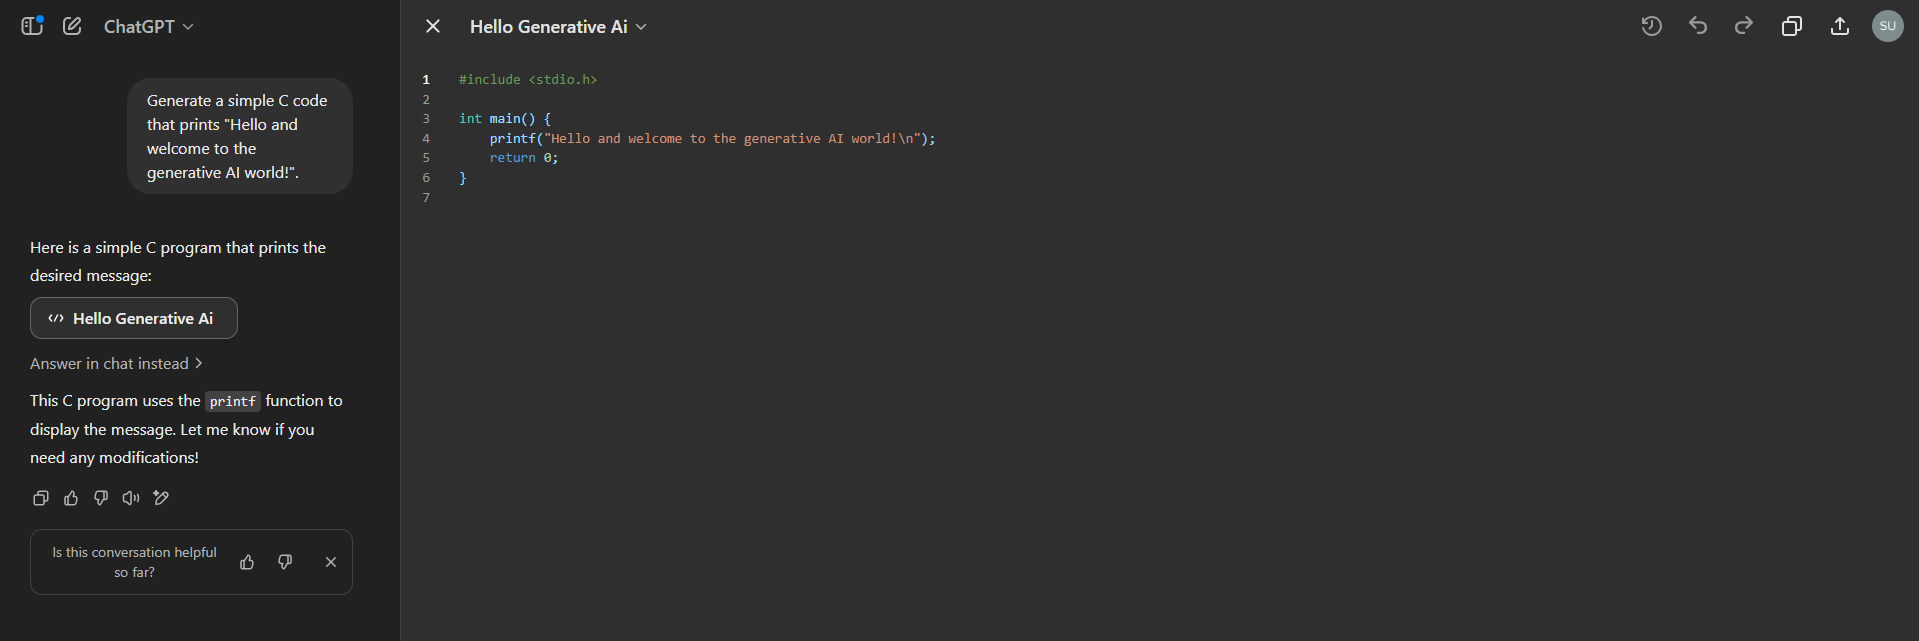 ChatGPT
Generate a simple C code
that prints "Hello and
welcome to the
generative AI world!".
Here is a simple C program that prints the
desired message:
</> Hello Generative Ai
Answer in chat instead >
This C program uses the printf function to
display the message. Let me know if you
need any modifications!
Is this conversation helpful
so far?
Hello Generative Ai
SU
1 #include <stdio.h>
2
3 int main() {
4     printf("Hello and welcome to the generative AI world!\n");
5     return 0;
6 }
7